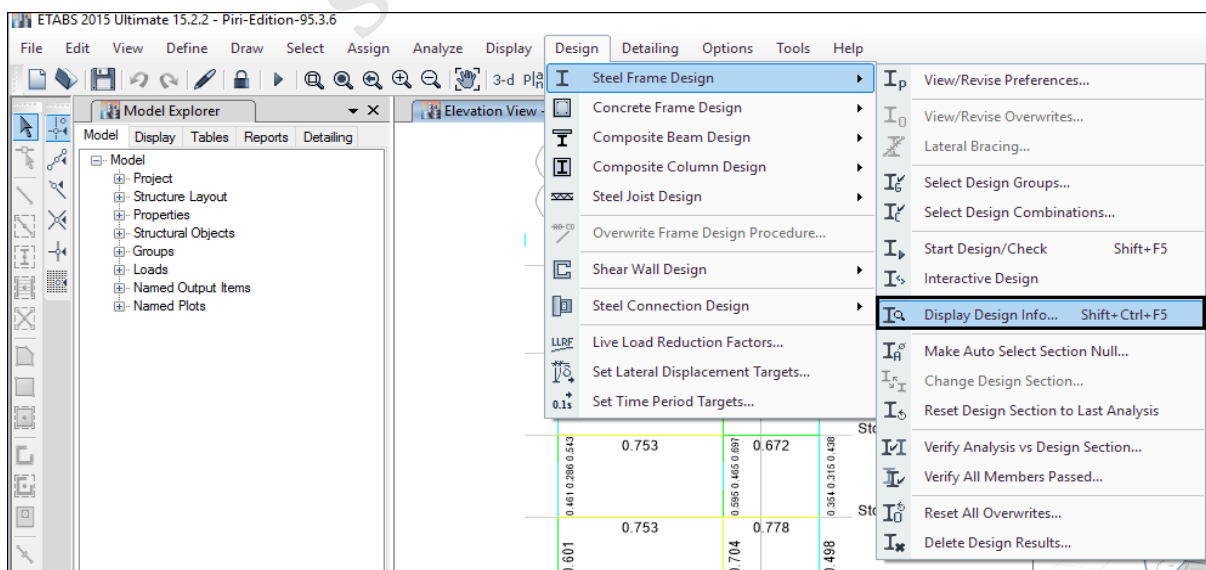 ETABS 2015 Ultimate 15.2.2 - Piri-Edition-95.3.6
File Edit View Define Draw Select Assign Analyze Display Design Detailing Options Tools Help
3-d
Model Explorer
Elevation View -
Model Display Tables Reports Detailing
Model
Project
Structure Layout
Properties
Structural Objects
Groups
Loads
Named Output Items
Named Plots
Steel Frame Design
Concrete Frame Design
Composite Beam Design
Composite Column Design
Steel Joist Design
Overwrite Frame Design Procedure...
Shear Wall Design
Steel Connection Design
LLRF Live Load Reduction Factors...
Set Lateral Displacement Targets...
0.1s Set Time Period Targets...
View/Revise Preferences...
View/Revise Overwrites...
Lateral Bracing...
Select Design Groups...
Select Design Combinations...
Start Design/Check Shift+F5
Interactive Design
Display Design Info... Shift+Ctrl+F5
Make Auto Select Section Null...
Change Design Section...
Reset Design Section to Last Analysis
Verify Analysis vs Design Section...
Verify All Members Passed...
Reset All Overwrites...
Delete Design Results...
0.461 0.286 0.543
0.753
0.595 0.465 0.697
0.672
0.354 0.315 0.438
0.753
0.778
0.601
0.704
0.498